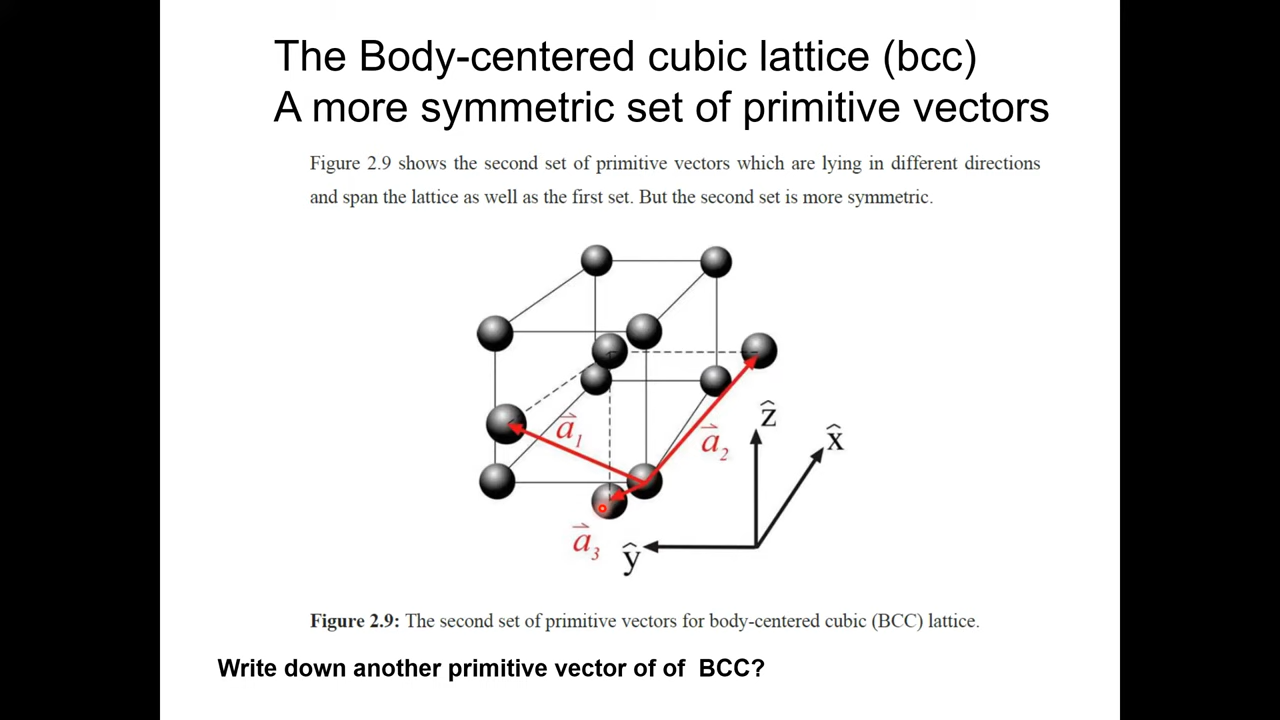 The Body-centered cubic lattice (bcc)
A more symmetric set of primitive vectors
Figure 2.9 shows the second set of primitive vectors which are lying in different directions
and span the lattice as well as the first set. But the second set is more symmetric.
ẑ
x̂
a⃗₁
a⃗₂
a⃗₃
ŷ
Figure 2.9: The second set of primitive vectors for body-centered cubic (BCC) lattice.
Write down another primitive vector of of BCC?